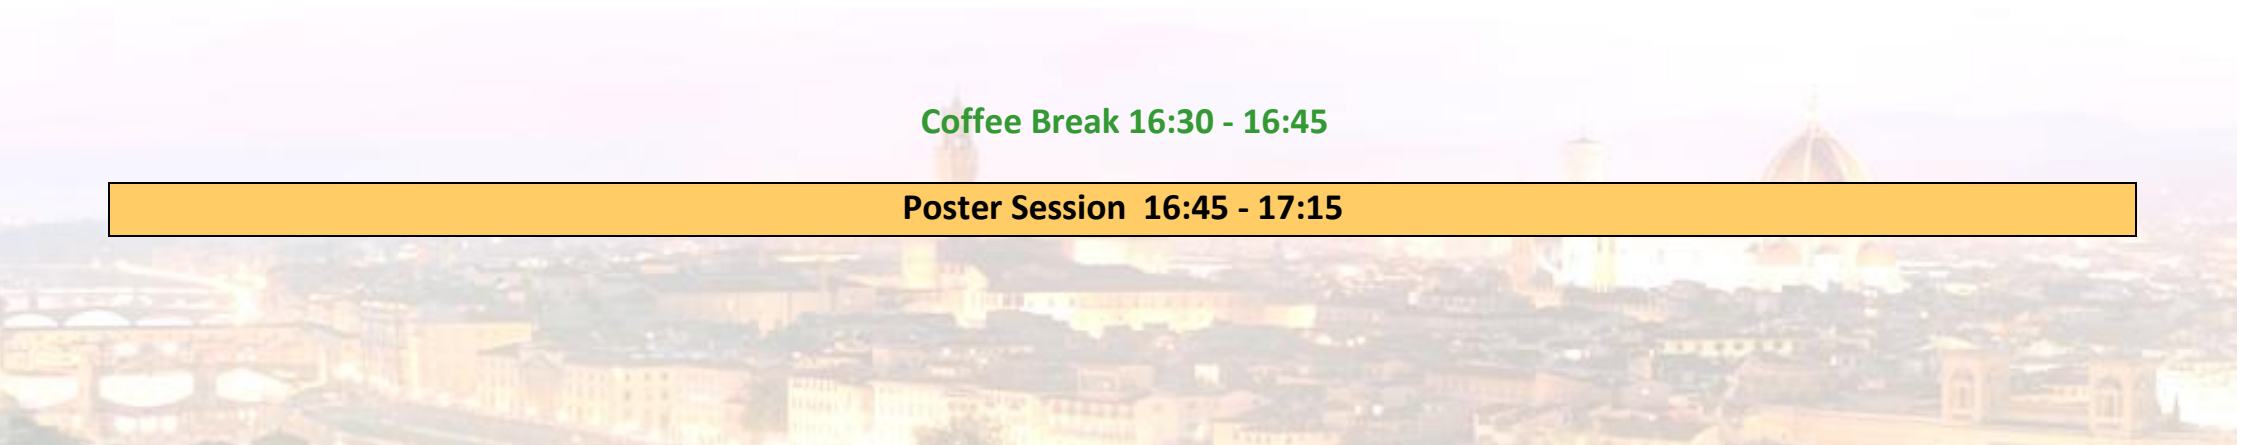 Coffee Break 16:30 - 16:45
Poster Session  16:45 - 17:15